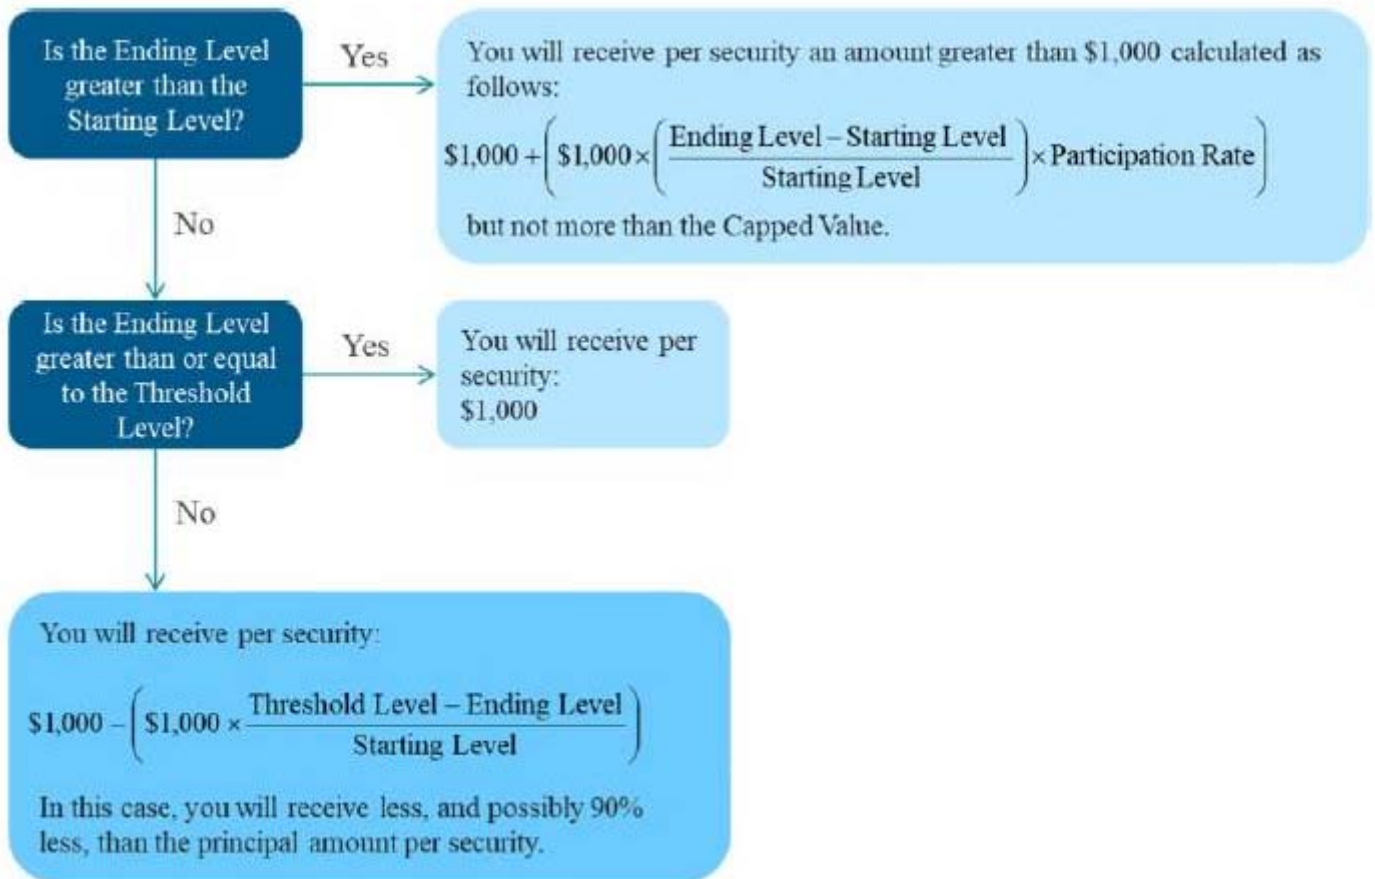 Is the Ending Level
greater than the
Starting Level?
Yes
You will receive per security an amount greater than $1,000 calculated as
follows:
$1,000 + ( $1,000 × ( Ending Level – Starting Level / Starting Level ) × Participation Rate )
but not more than the Capped Value.
No
Is the Ending Level
greater than or equal
to the Threshold
Level?
Yes
You will receive per
security:
$1,000
No
You will receive per security:
$1,000 – ( $1,000 × Threshold Level – Ending Level / Starting Level )
In this case, you will receive less, and possibly 90%
less, than the principal amount per security.